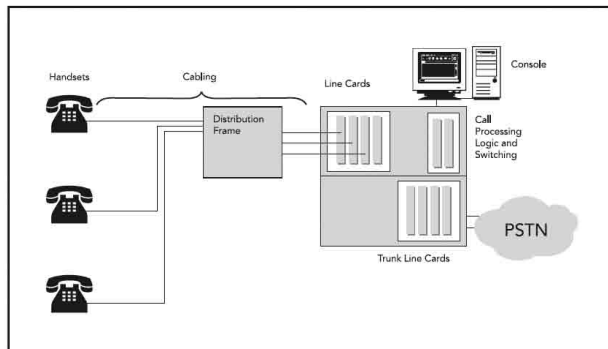 Handsets
Cabling
Line Cards
Console
Distribution
Frame
Call
Processing
Logic and
Switching
PSTN
Trunk Line Cards